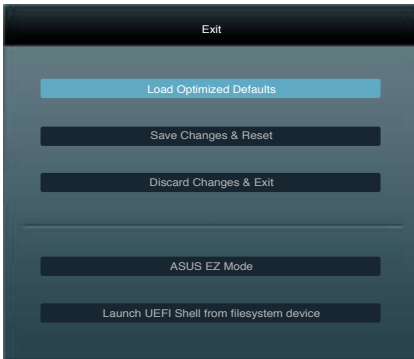 Exit
Load Optimized Defaults
Save Changes & Reset
Discard Changes & Exit
ASUS EZ Mode
Launch UEFI Shell from filesystem device